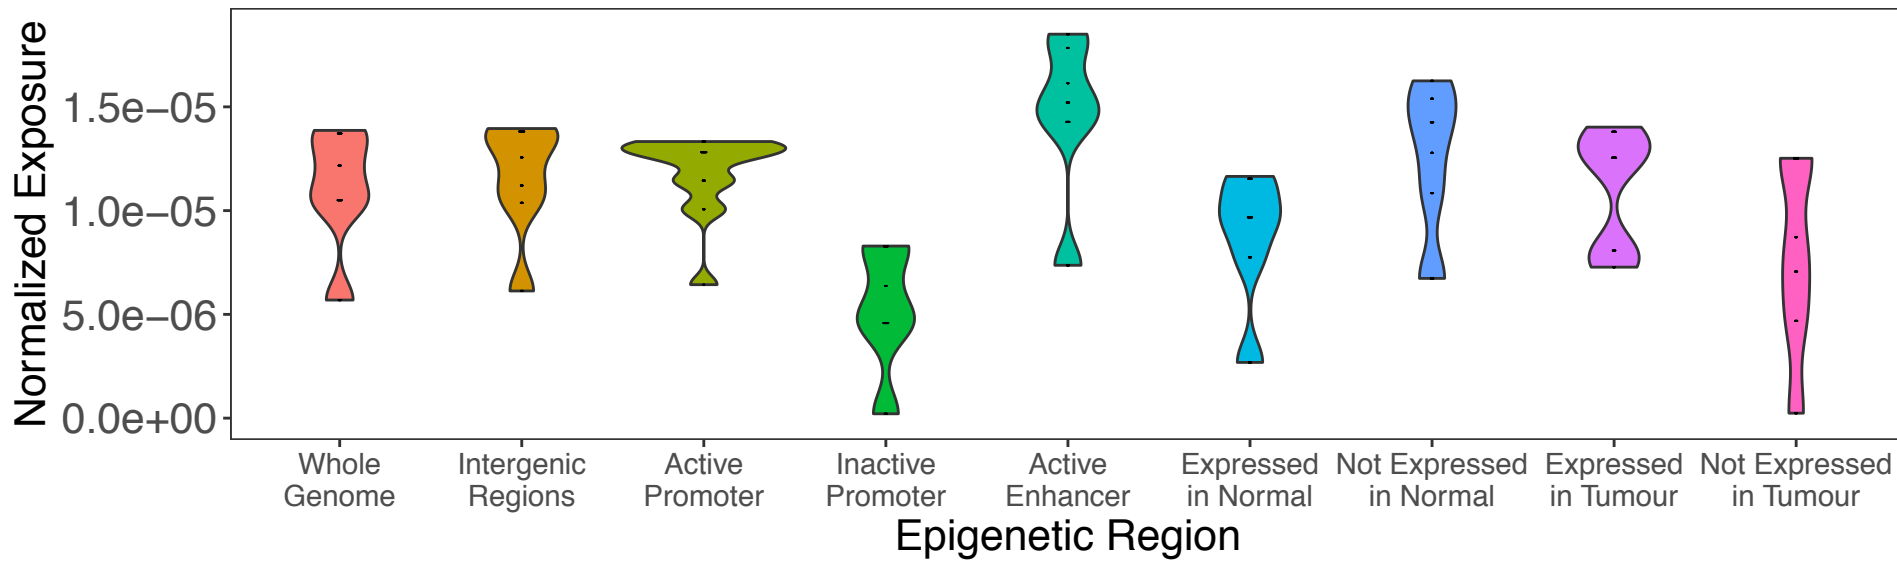 Normalized Exposure
1.5e−05
1.0e−05
5.0e−06
0.0e+00
Whole
Genome
Intergenic
Regions
Active
Promoter
Inactive
Promoter
Active
Enhancer
Expressed
in Normal
Not Expressed
in Normal
Expressed
in Tumour
Not Expressed
in Tumour
Epigenetic Region